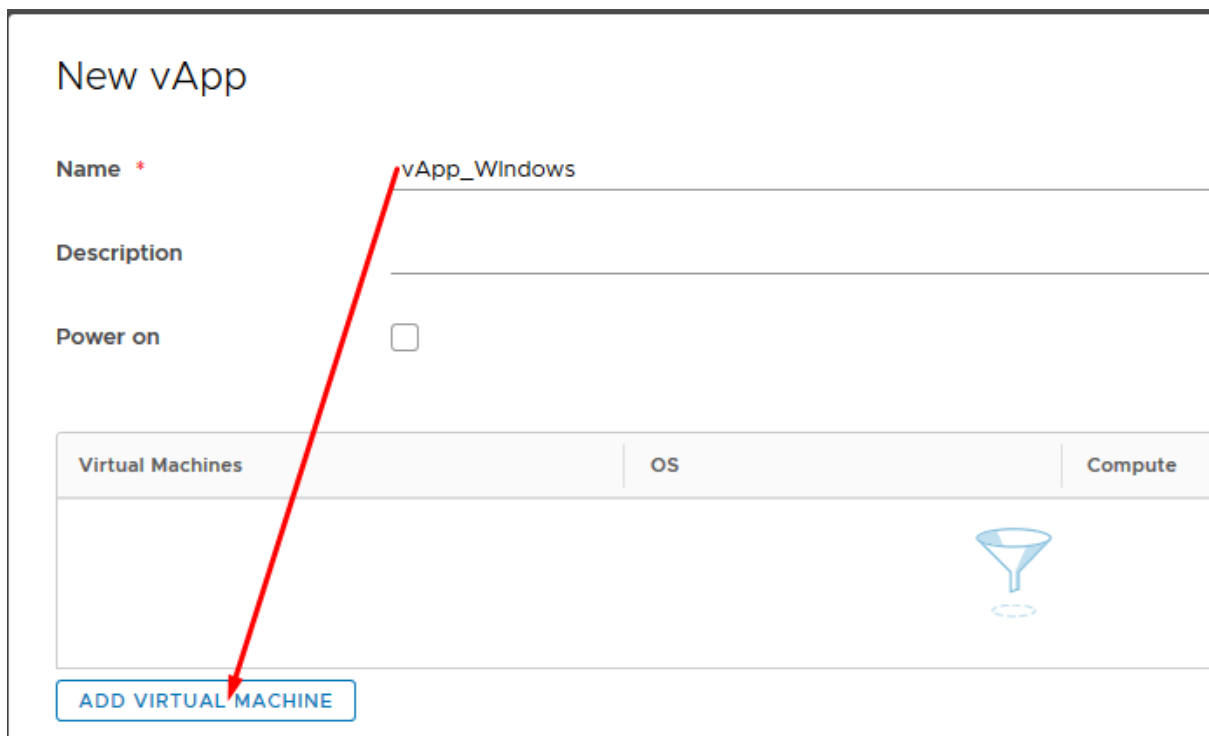 New vApp
Name * vApp_WIndows
Description
Power on
Virtual Machines OS Compute
ADD VIRTUAL MACHINE